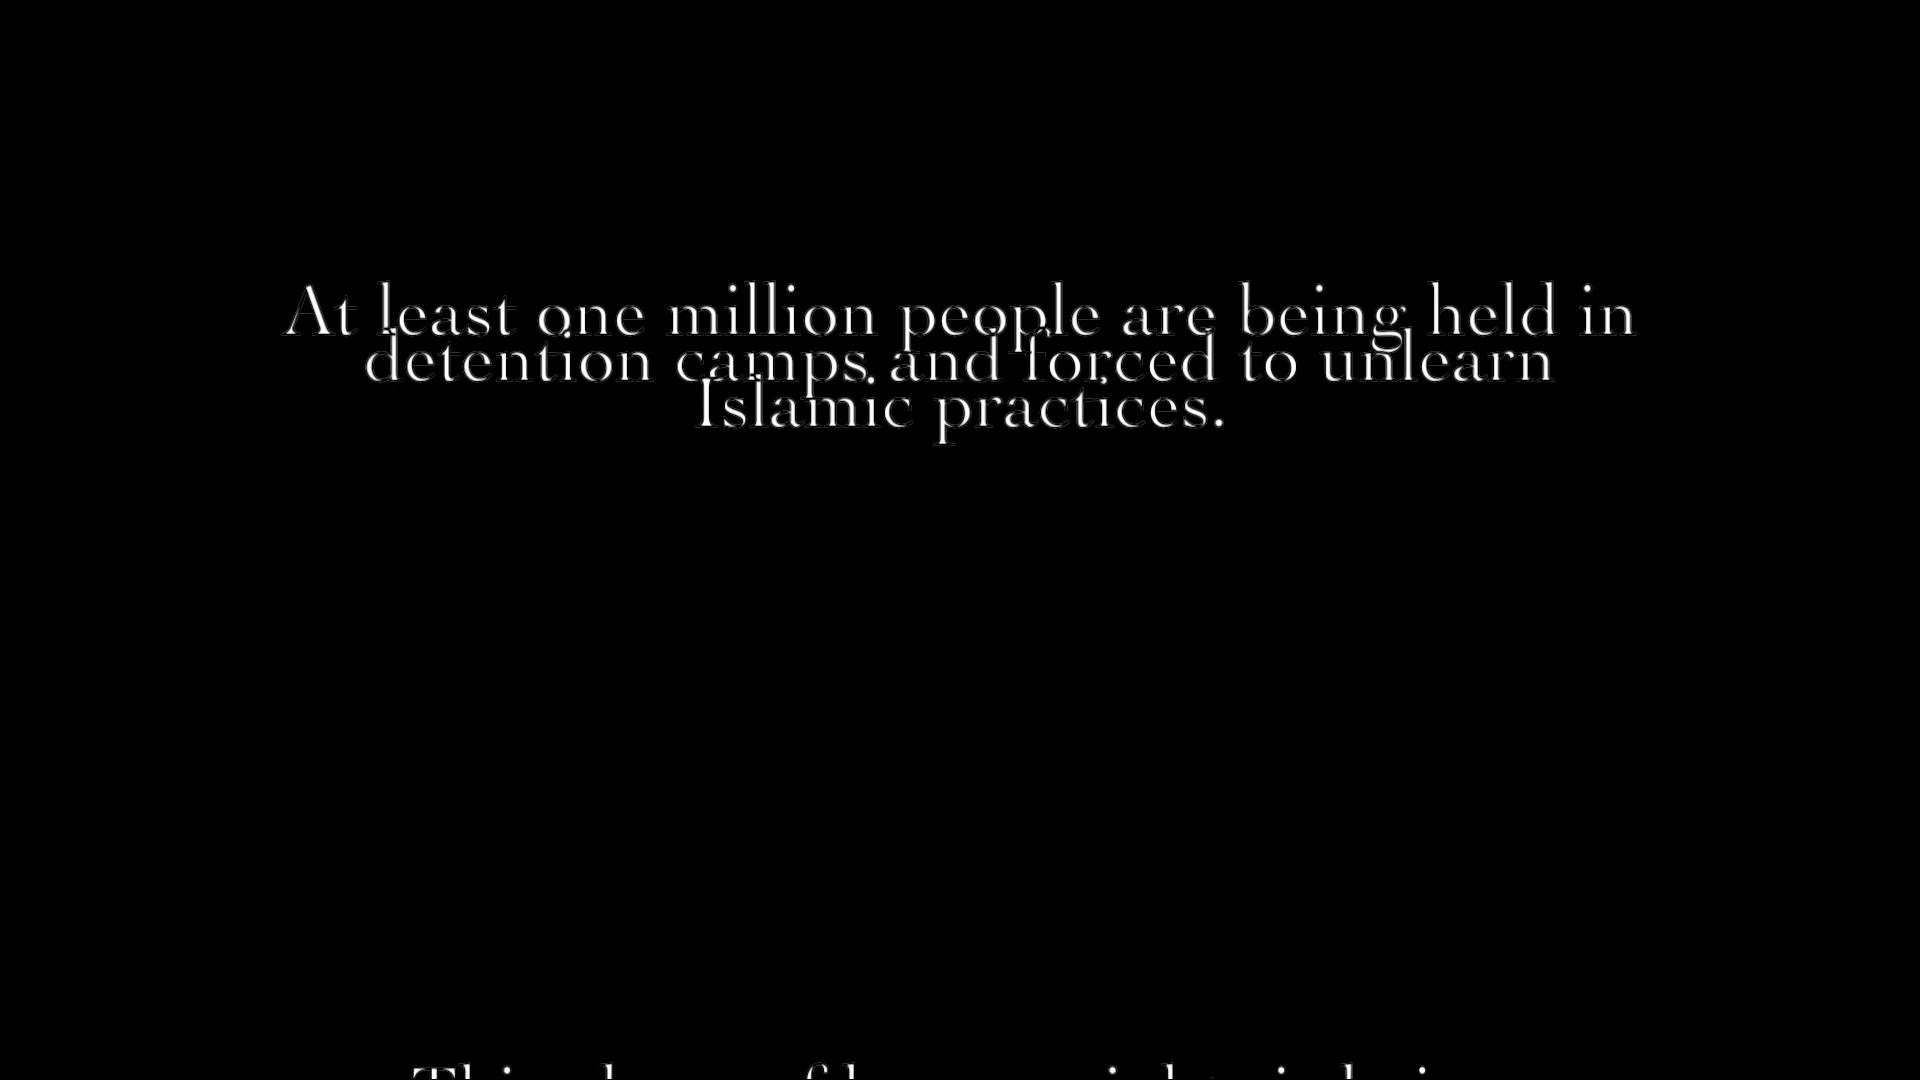 At least one million people are being held in
detention camps and forced to unlearn
Islamic practices.